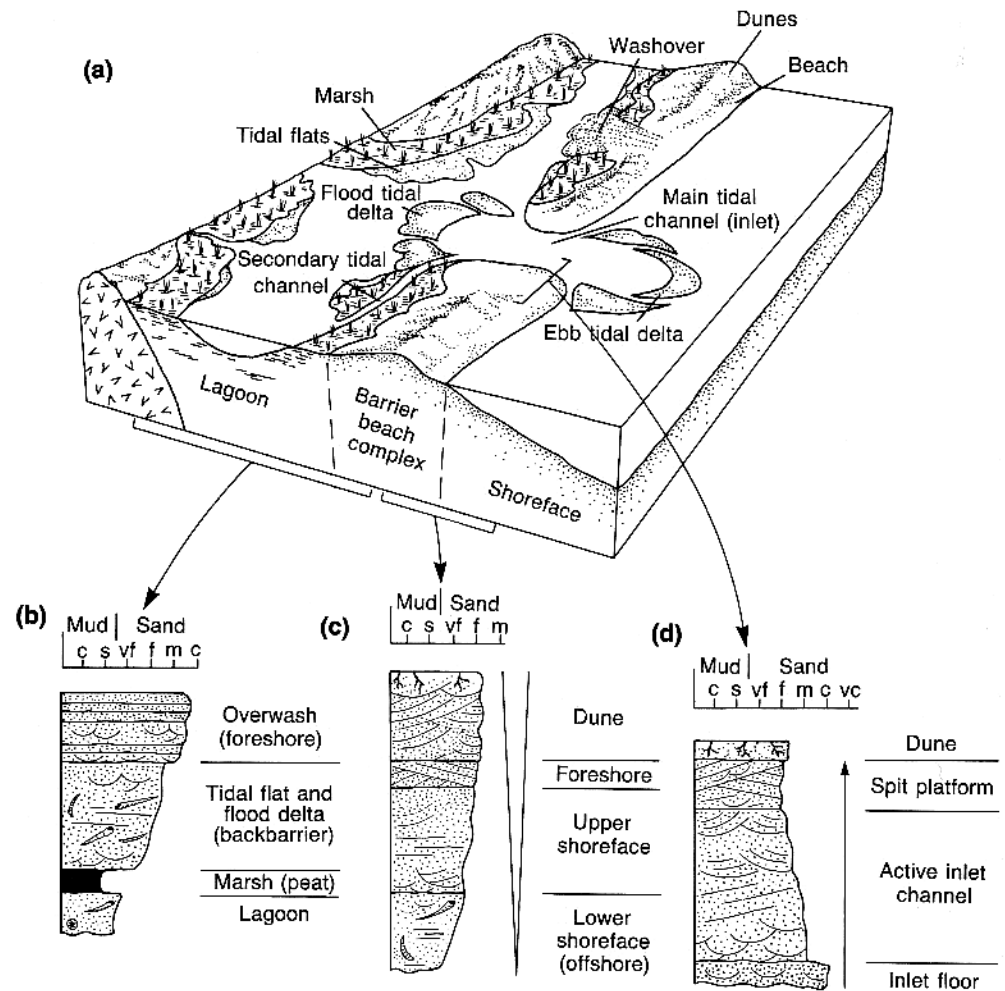 (a)
Dunes
Washover
Beach
Marsh
Tidal flats
Flood tidal
delta
Main tidal
channel (inlet)
Secondary tidal
channel
Ebb tidal delta
Lagoon
Barrier
beach
complex
Shoreface
(b)
Mud Sand
c s vf f m c
Overwash
(foreshore)
Tidal flat and
flood delta
(backbarrier)
Marsh (peat)
Lagoon
(c)
Mud Sand
c s vf f m
Dune
Foreshore
Upper
shoreface
Lower
shoreface
(offshore)
(d)
Mud Sand
c s vf f m c vc
Dune
Spit platform
Active inlet
channel
Inlet floor